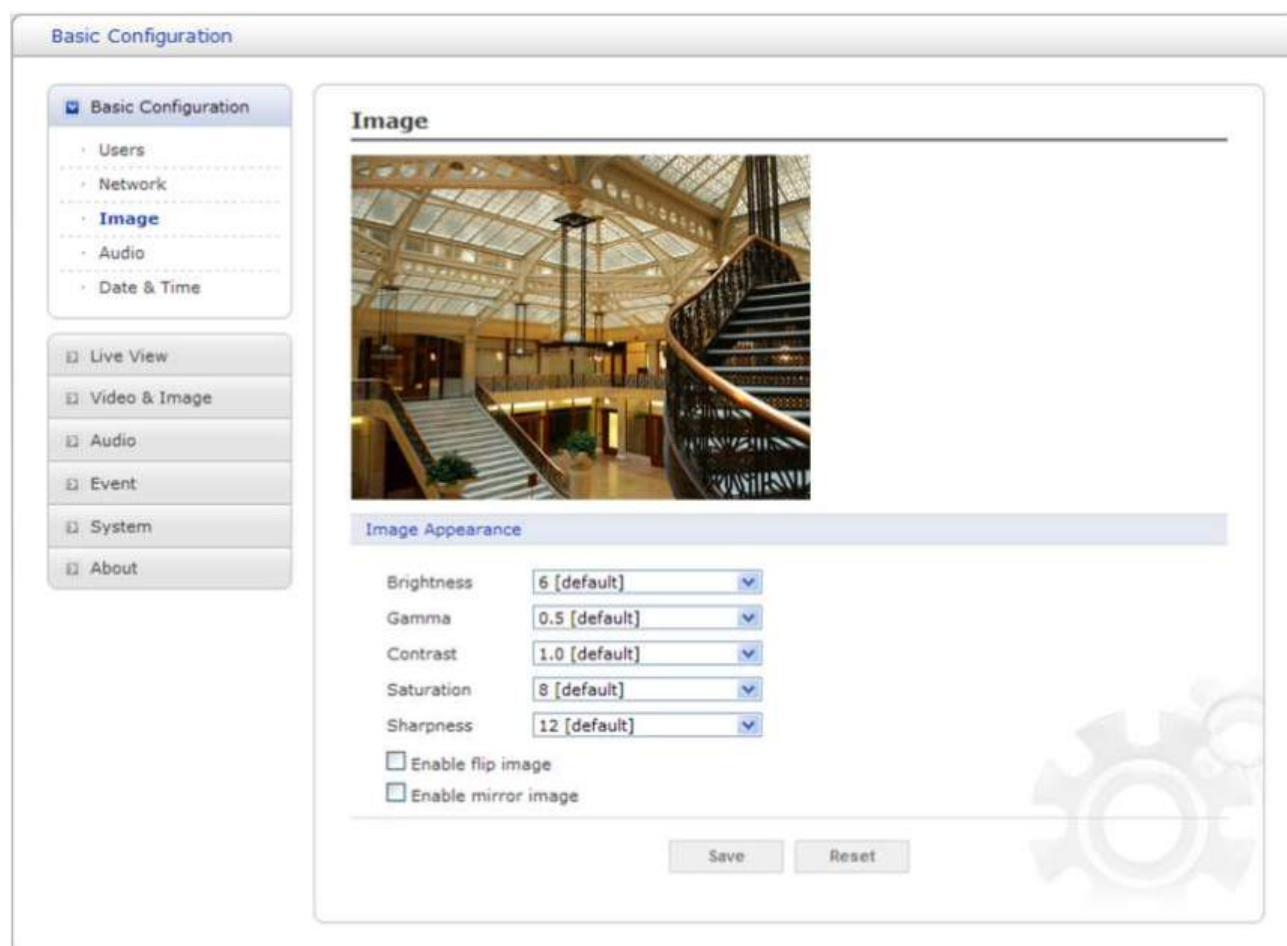 Basic Configuration
Basic Configuration
Users
Network
Image
Audio
Date & Time
Live View
Video & Image
Audio
Event
System
About
Image
Image Appearance
Brightness 6 [default]
Gamma 0.5 [default]
Contrast 1.0 [default]
Saturation 8 [default]
Sharpness 12 [default]
Enable flip image
Enable mirror image
Save Reset